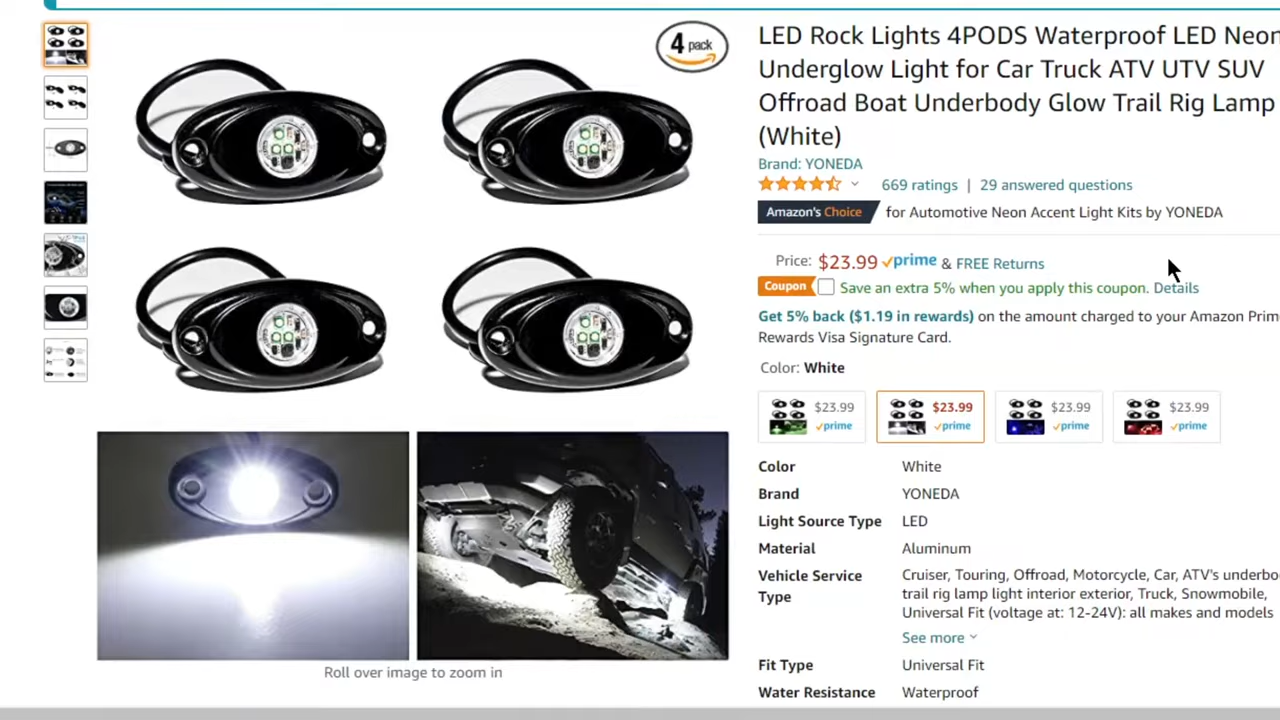 4 pack
LED Rock Lights 4PODS Waterproof LED Neon
Underglow Light for Car Truck ATV UTV SUV
Offroad Boat Underbody Glow Trail Rig Lamp
(White)
Brand: YONEDA
669 ratings | 29 answered questions
Amazon's Choice for Automotive Neon Accent Light Kits by YONEDA
Price: $23.99 prime & FREE Returns
Coupon Save an extra 5% when you apply this coupon. Details
Get 5% back ($1.19 in rewards) on the amount charged to your Amazon Prim
Rewards Visa Signature Card.
Color: White
$23.99 $23.99 $23.99 $23.99
prime prime prime prime
Color White
Brand YONEDA
Light Source Type LED
Material Aluminum
Vehicle Service Cruiser, Touring, Offroad, Motorcycle, Car, ATV's underbo
Type trail rig lamp light interior exterior, Truck, Snowmobile,
Universal Fit (voltage at: 12-24V): all makes and models
See more
Roll over image to zoom in
Fit Type Universal Fit
Water Resistance Waterproof